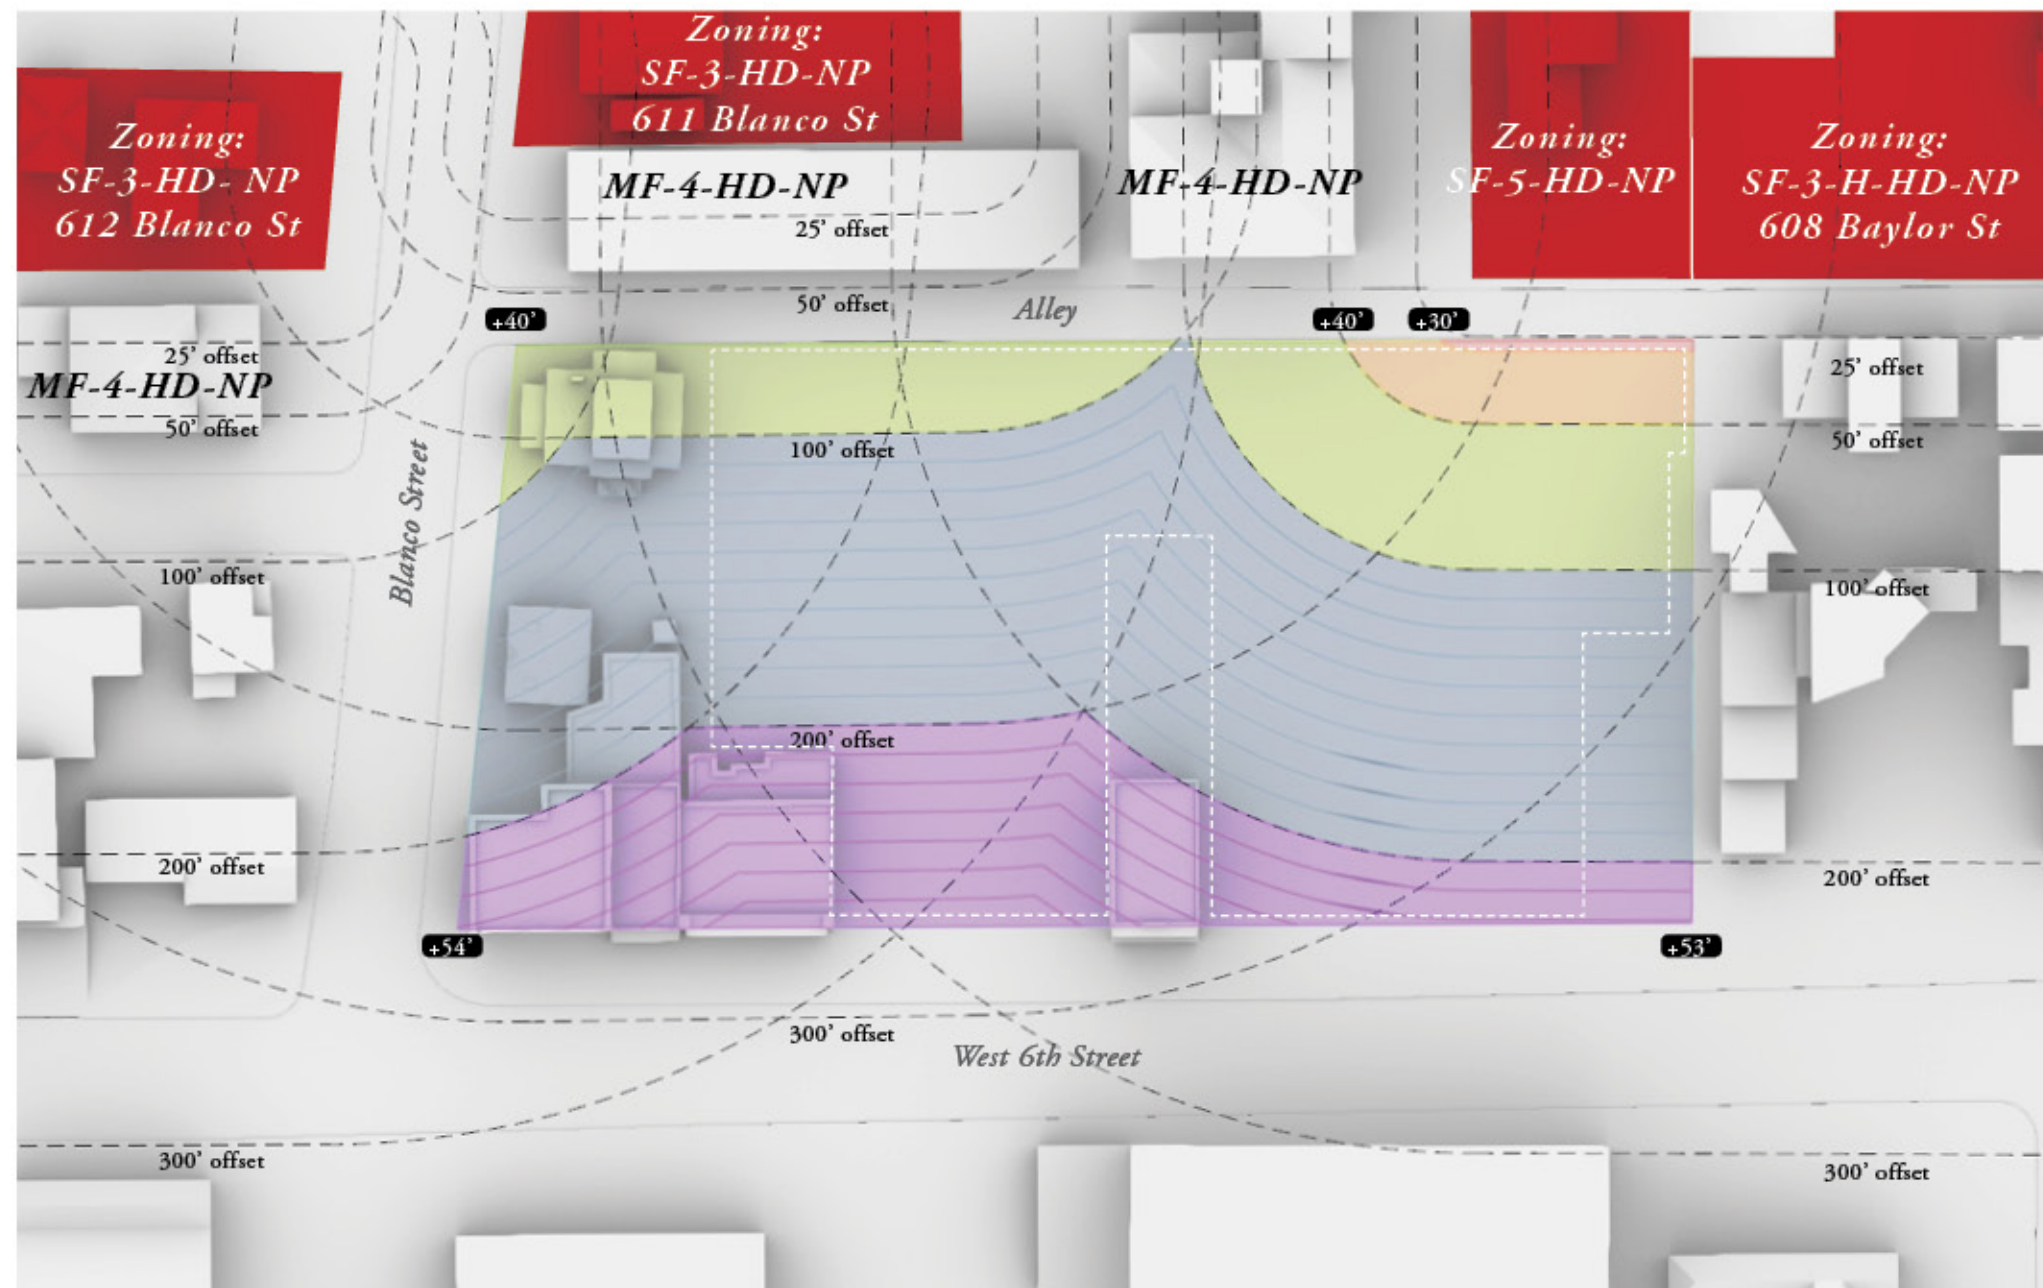 Zoning:
SF-3-HD-NP
611 Blanco St
Zoning:
SF-3-HD- NP
612 Blanco St
MF-4-HD-NP
MF-4-HD-NP
Zoning:
SF-5-HD-NP
Zoning:
SF-3-H-HD-NP
608 Baylor St
25' offset
50' offset
Alley
+40'
+40'
+30'
25' offset
MF-4-HD-NP
50' offset
25' offset
50' offset
100' offset
Blanco Street
100' offset
100' offset
200' offset
200' offset
200' offset
+54'
+53'
300' offset
West 6th Street
300' offset
300' offset